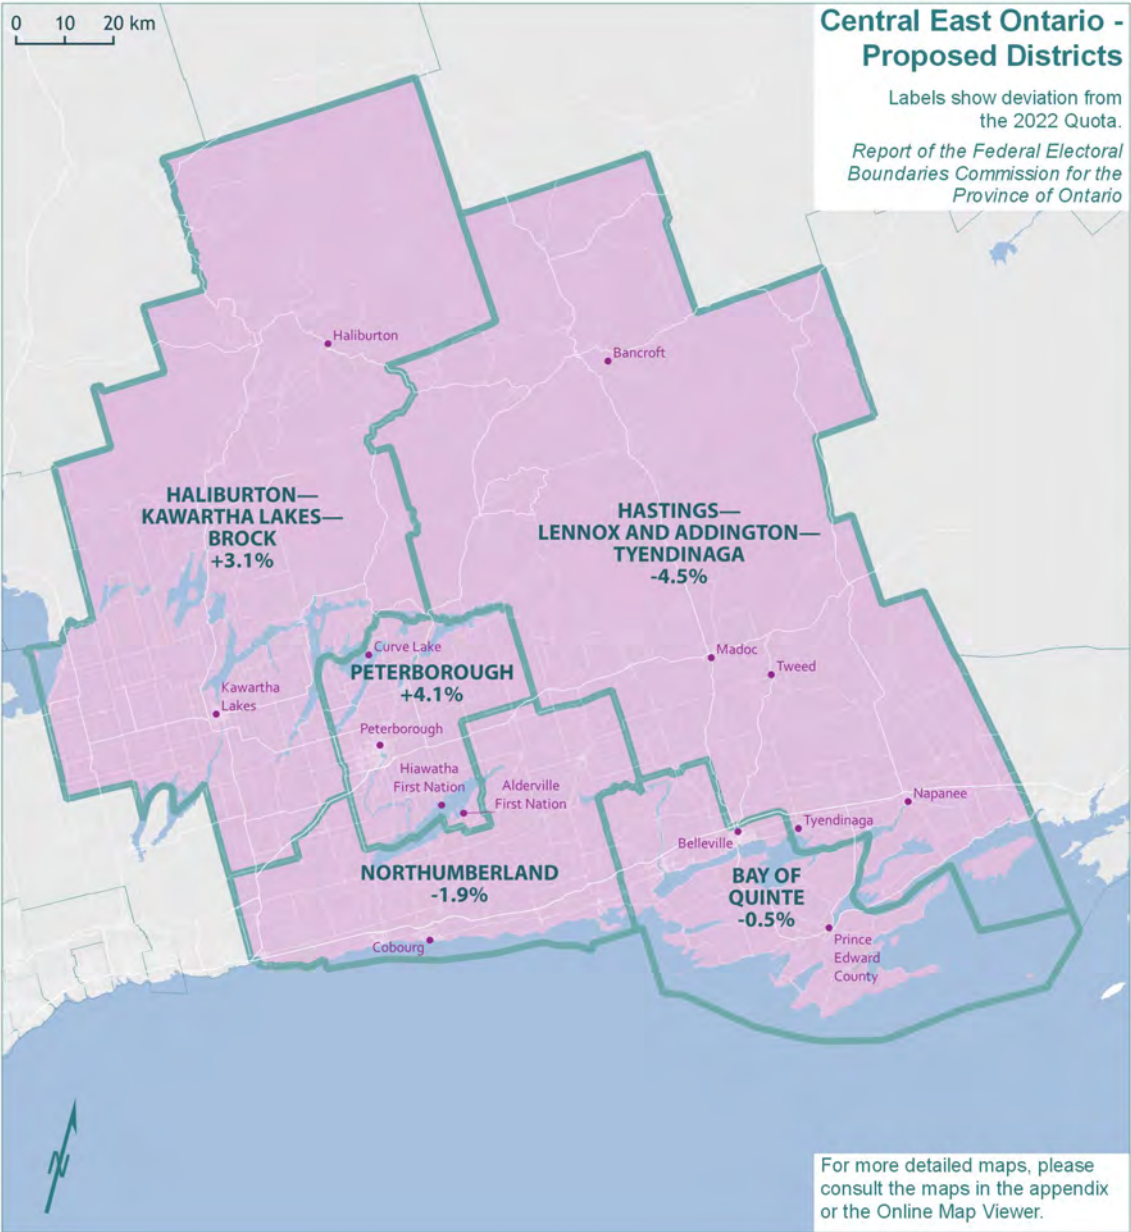 0 10 20 km
Central East Ontario -
Proposed Districts
Labels show deviation from
the 2022 Quota.
Report of the Federal Electoral
Boundaries Commission for the
Province of Ontario
Haliburton
Bancroft
HALIBURTON—
KAWARTHA LAKES—
BROCK
+3.1%
HASTINGS—
LENNOX AND ADDINGTON—
TYENDINAGA
-4.5%
Curve Lake
PETERBOROUGH
+4.1%
Madoc
Tweed
Kawartha
Lakes
Peterborough
Hiawatha
First Nation
Alderville
First Nation
Napanee
Tyendinaga
Belleville
NORTHUMBERLAND
-1.9%
BAY OF
QUINTE
-0.5%
Cobourg
Prince
Edward
County
N
For more detailed maps, please
consult the maps in the appendix
or the Online Map Viewer.